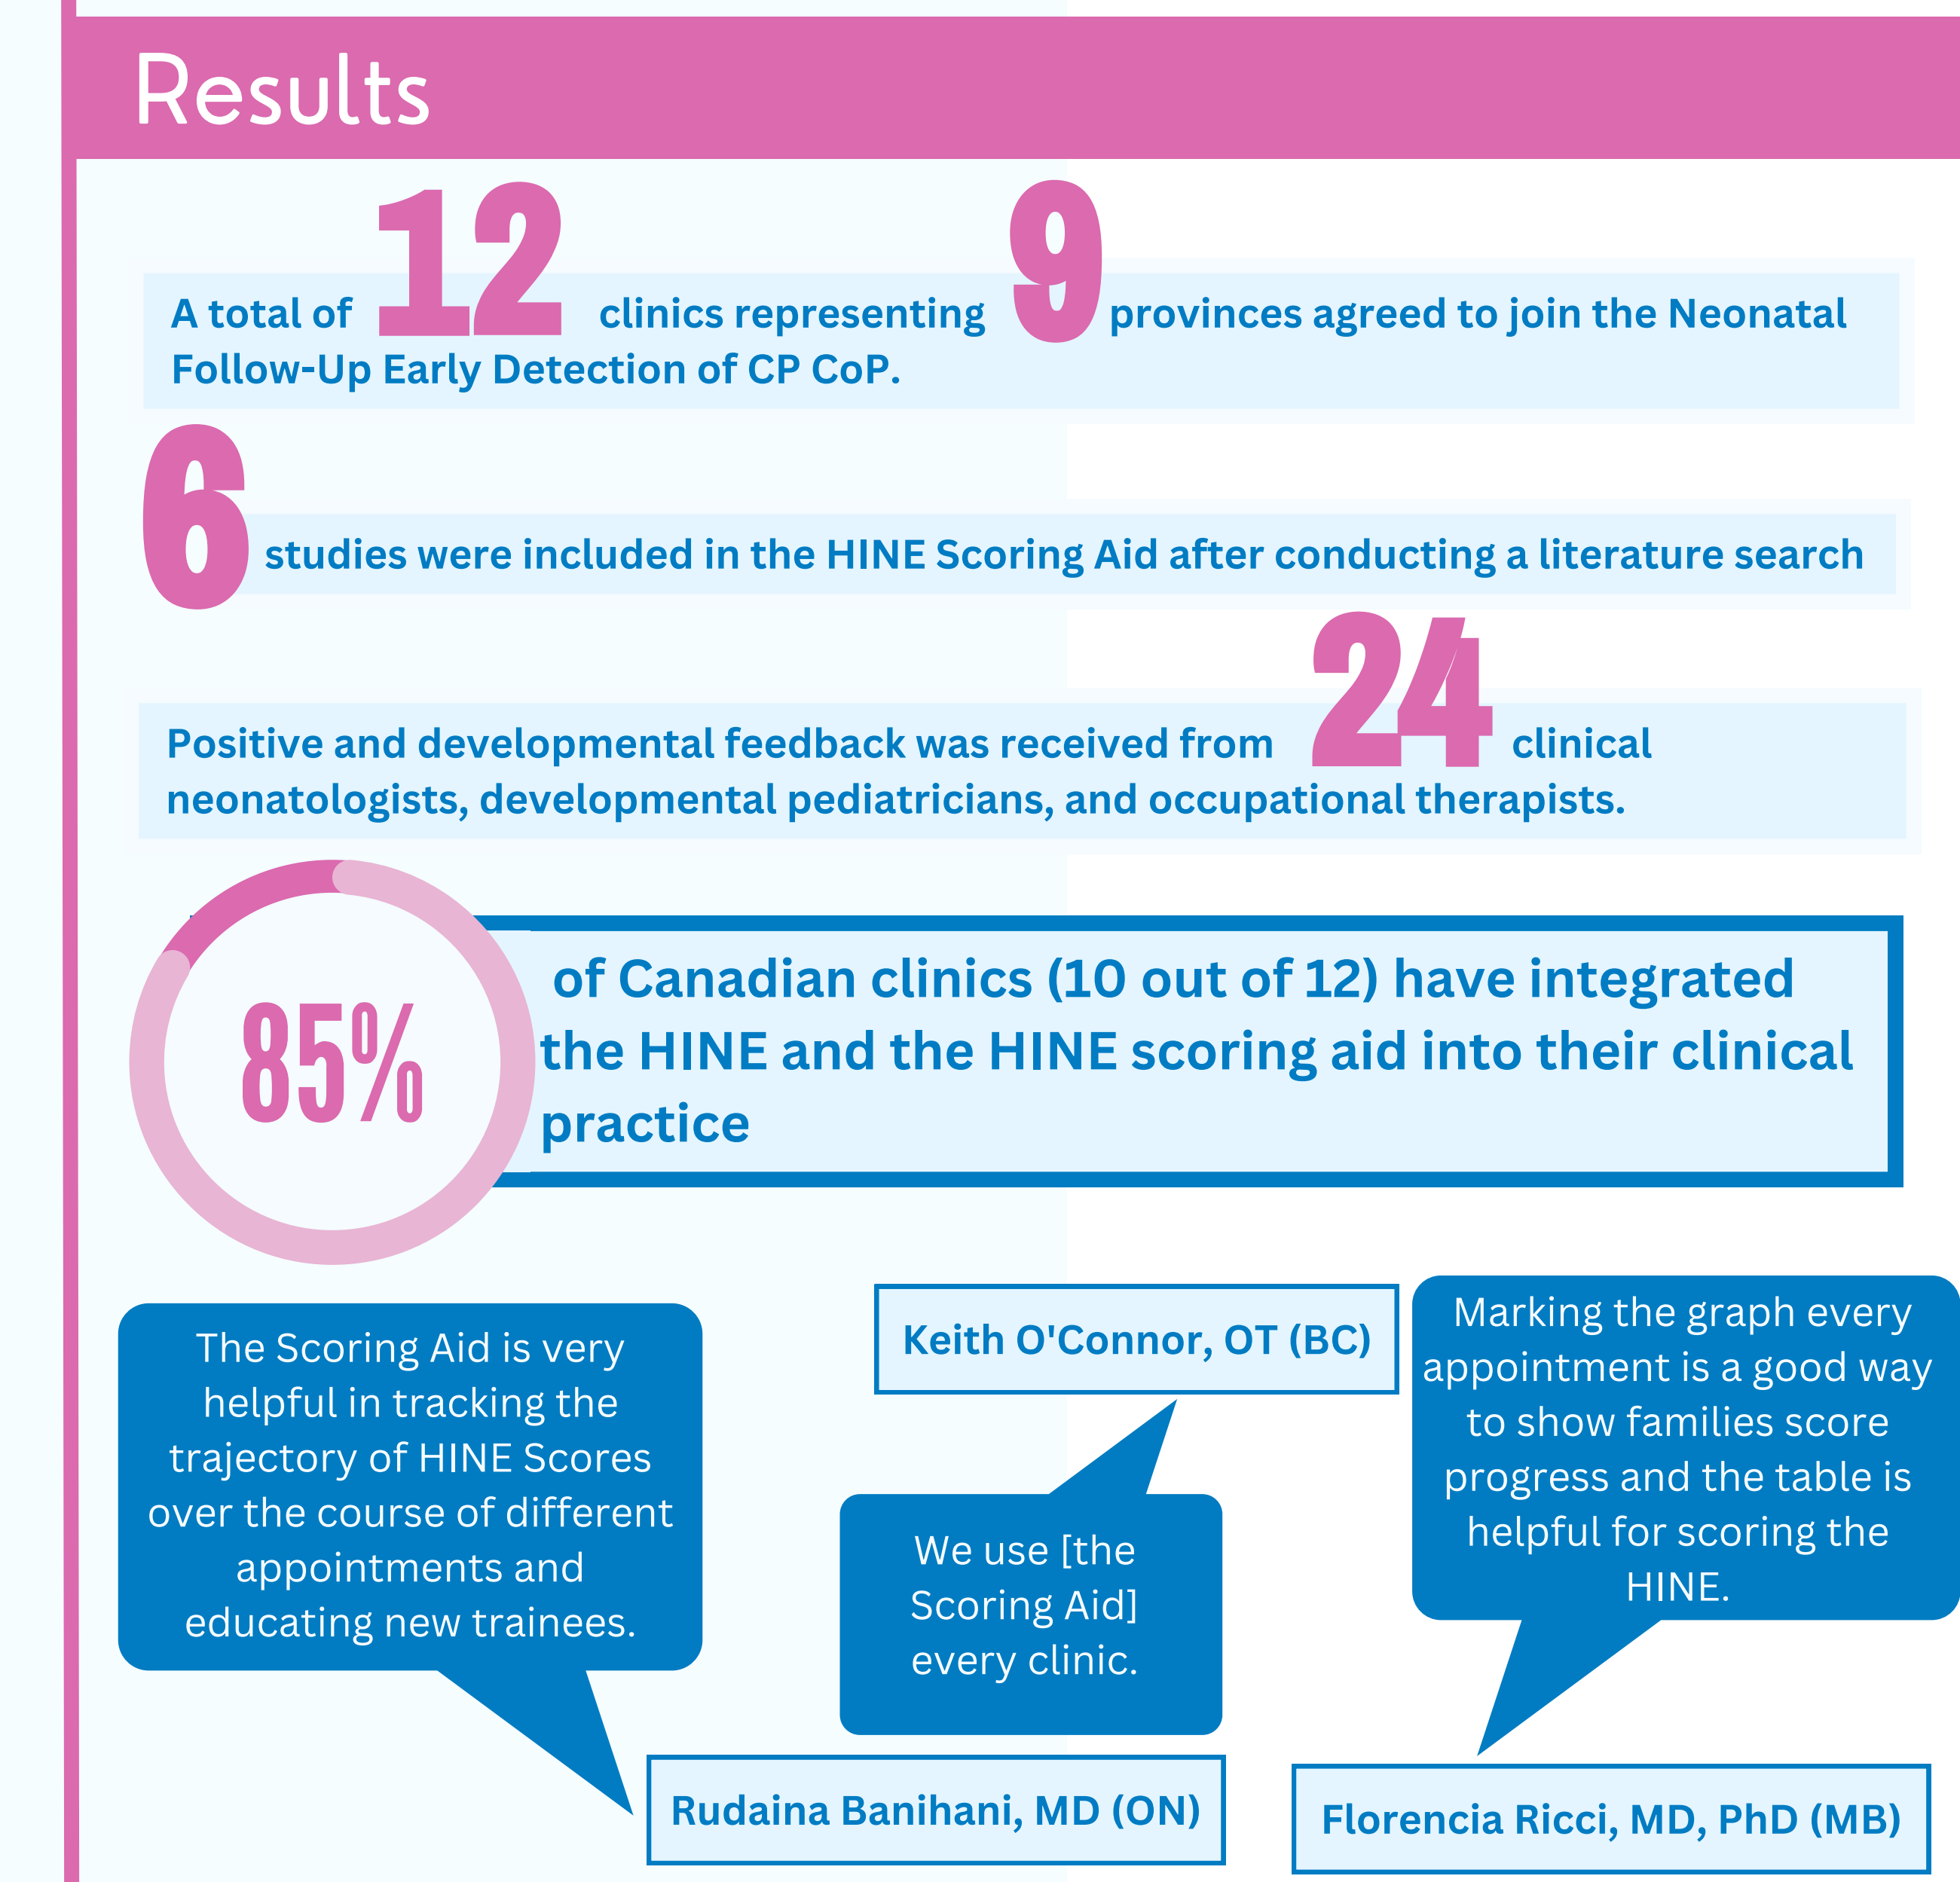 Results
A total of 12 clinics representing 9 provinces agreed to join the Neonatal
Follow-Up Early Detection of CP CoP.
6 studies were included in the HINE Scoring Aid after conducting a literature search
Positive and developmental feedback was received from 24 clinical
neonatologists, developmental pediatricians, and occupational therapists.
85%
of Canadian clinics (10 out of 12) have integrated
the HINE and the HINE scoring aid into their clinical
practice
The Scoring Aid is very
helpful in tracking the
trajectory of HINE Scores
over the course of different
appointments and
educating new trainees.
Rudaina Banihani, MD (ON)
Keith O'Connor, OT (BC)
We use [the
Scoring Aid]
every clinic.
Marking the graph every
appointment is a good way
to show families score
progress and the table is
helpful for scoring the
HINE.
Florencia Ricci, MD, PhD (MB)